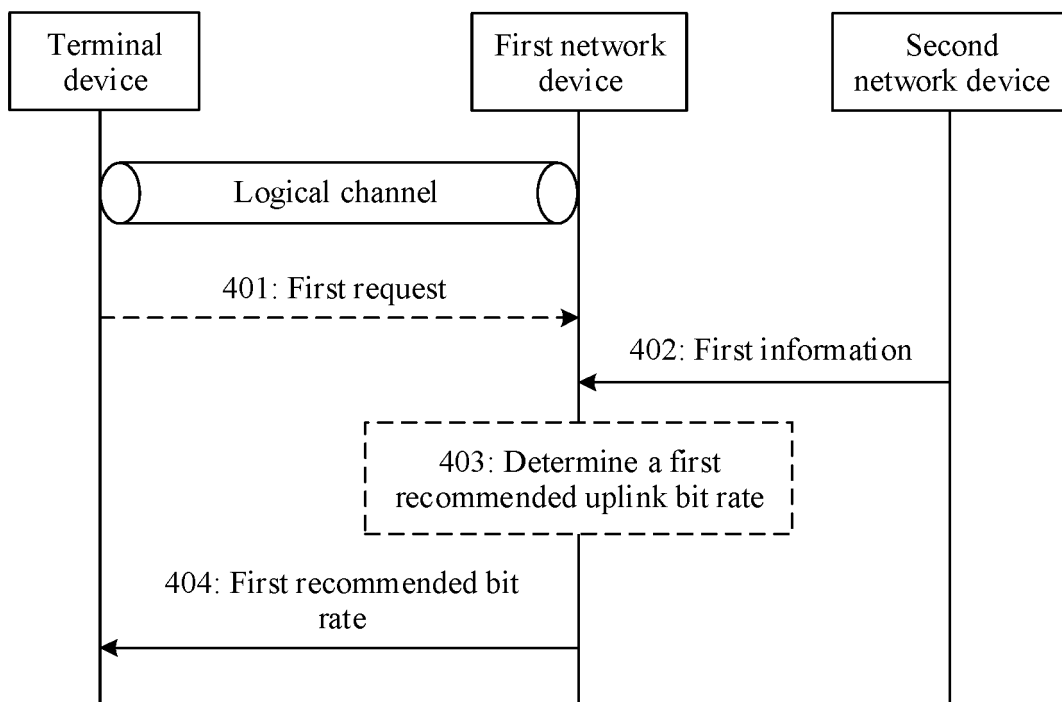 Terminal
device
First network
device
Second
network device
Logical channel
401: First request
402: First information
403: Determine a first
recommended uplink bit rate
404: First recommended bit
rate